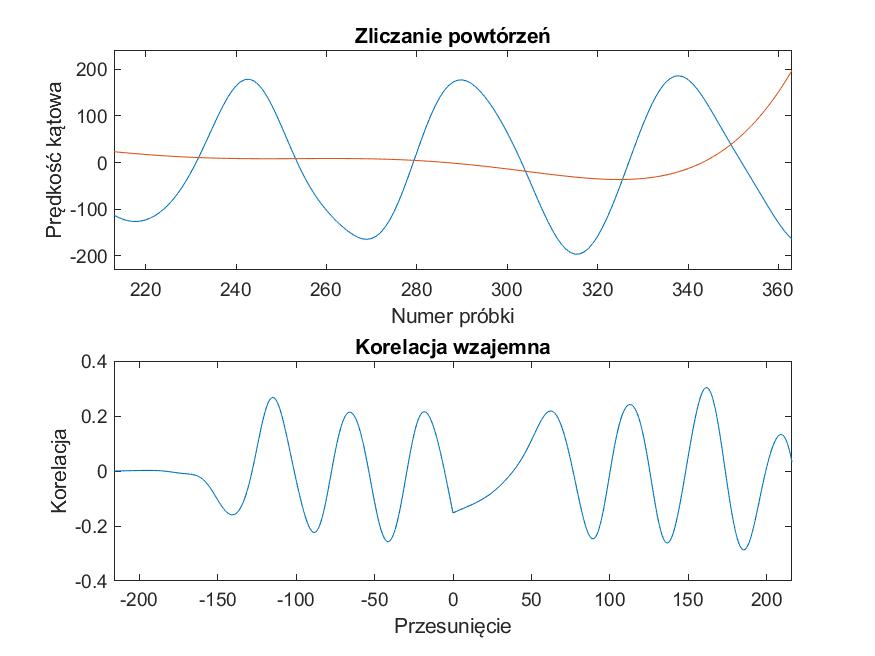 Zliczanie powtórzeń
200
100
0
-100
-200
Prędkość kątowa
220 240 260 280 300 320 340 360
Numer próbki
Korelacja wzajemna
0.4
0.2
0
-0.2
-0.4
Korelacja
-200 -150 -100 -50 0 50 100 150 200
Przesunięcie